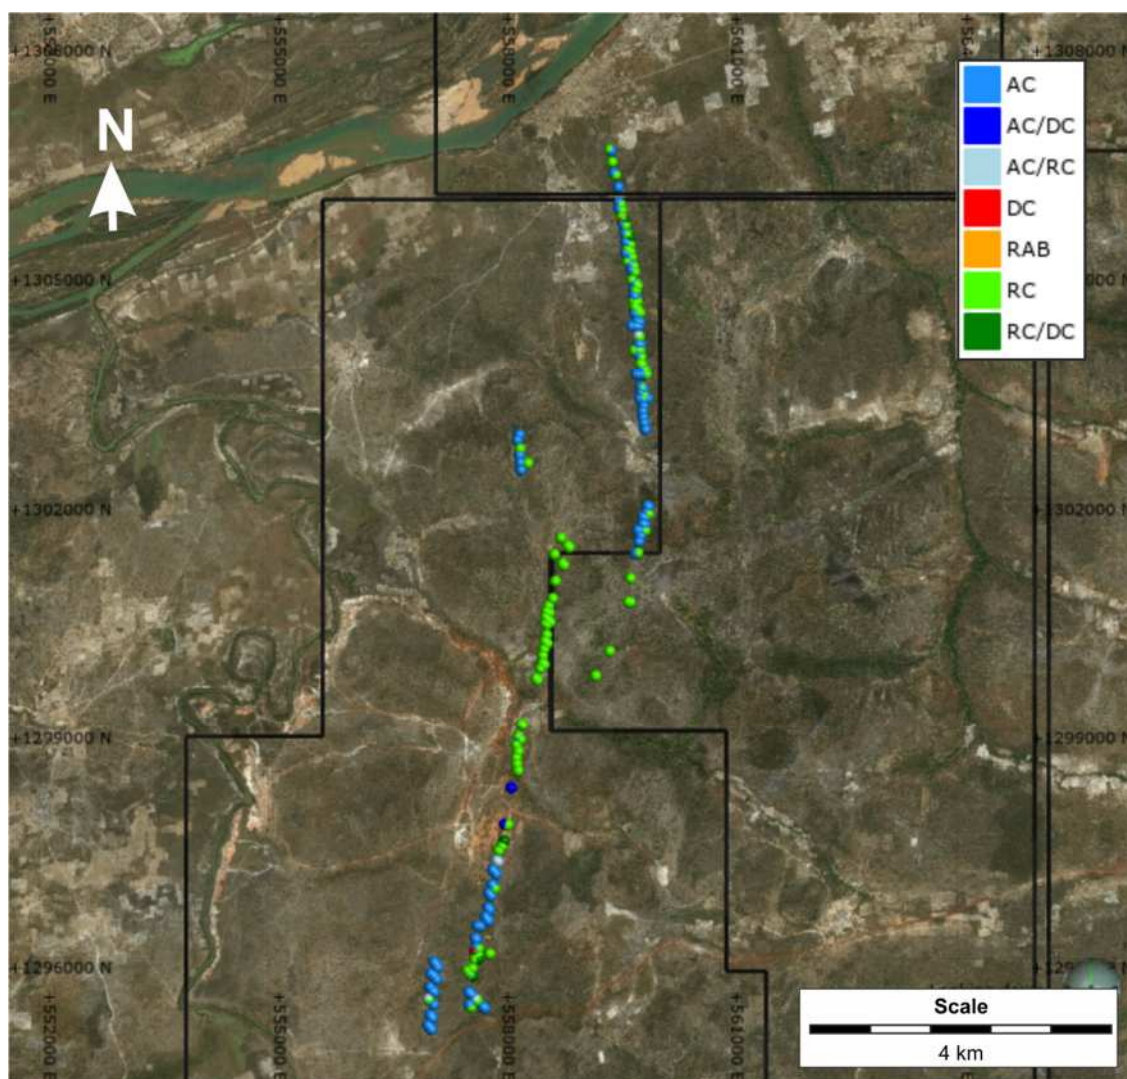 +1308000 N
+552000 E
+555000 E
+558000 E
+561000 E
+1308000 N
N
AC
AC/DC
AC/RC
DC
RAB
RC
RC/DC
+1305000 N
+1302000 N
+1302000 N
+1299000 N
+1299000 N
+1296000 N
+552000 E
+555000 E
+558000 E
+561000 E
Scale
4 km